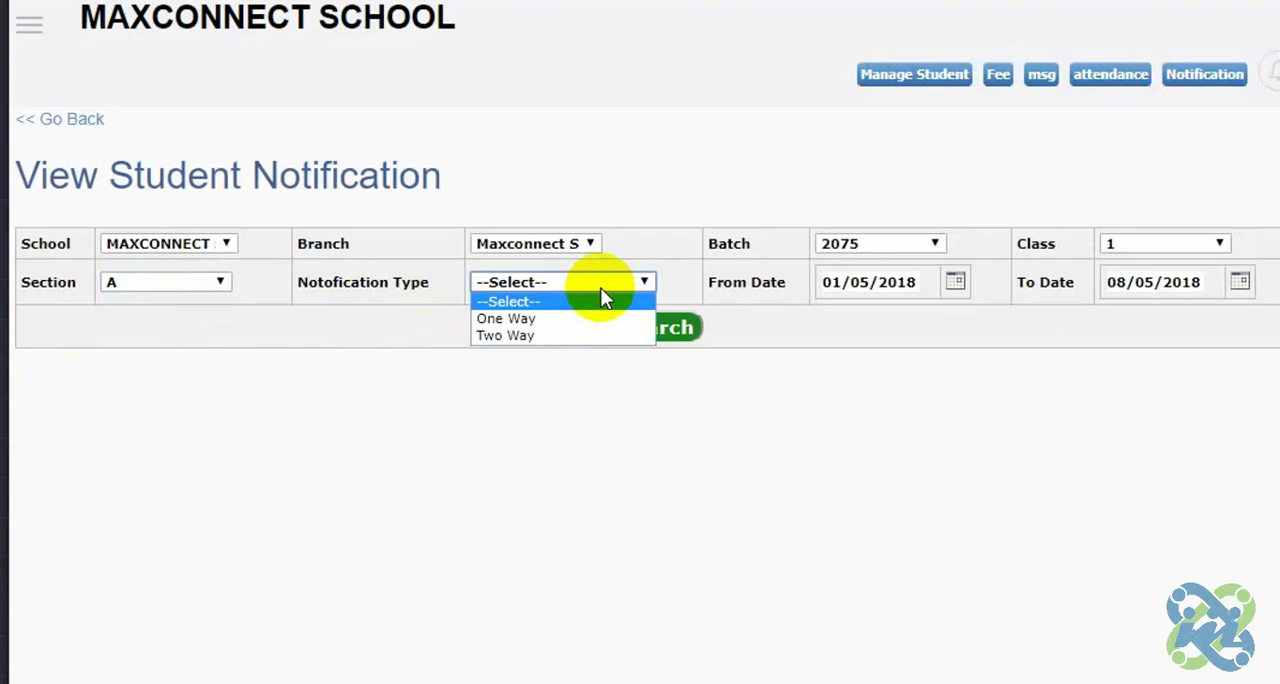 MAXCONNECT SCHOOL
Manage Student Fee msg attendance Notification
<< Go Back
View Student Notification
School MAXCONNECT Branch Maxconnect S Batch 2075 Class 1
Section A Notofication Type --Select-- From Date 01/05/2018 To Date 08/05/2018
--Select--
One Way
Two Way
rch